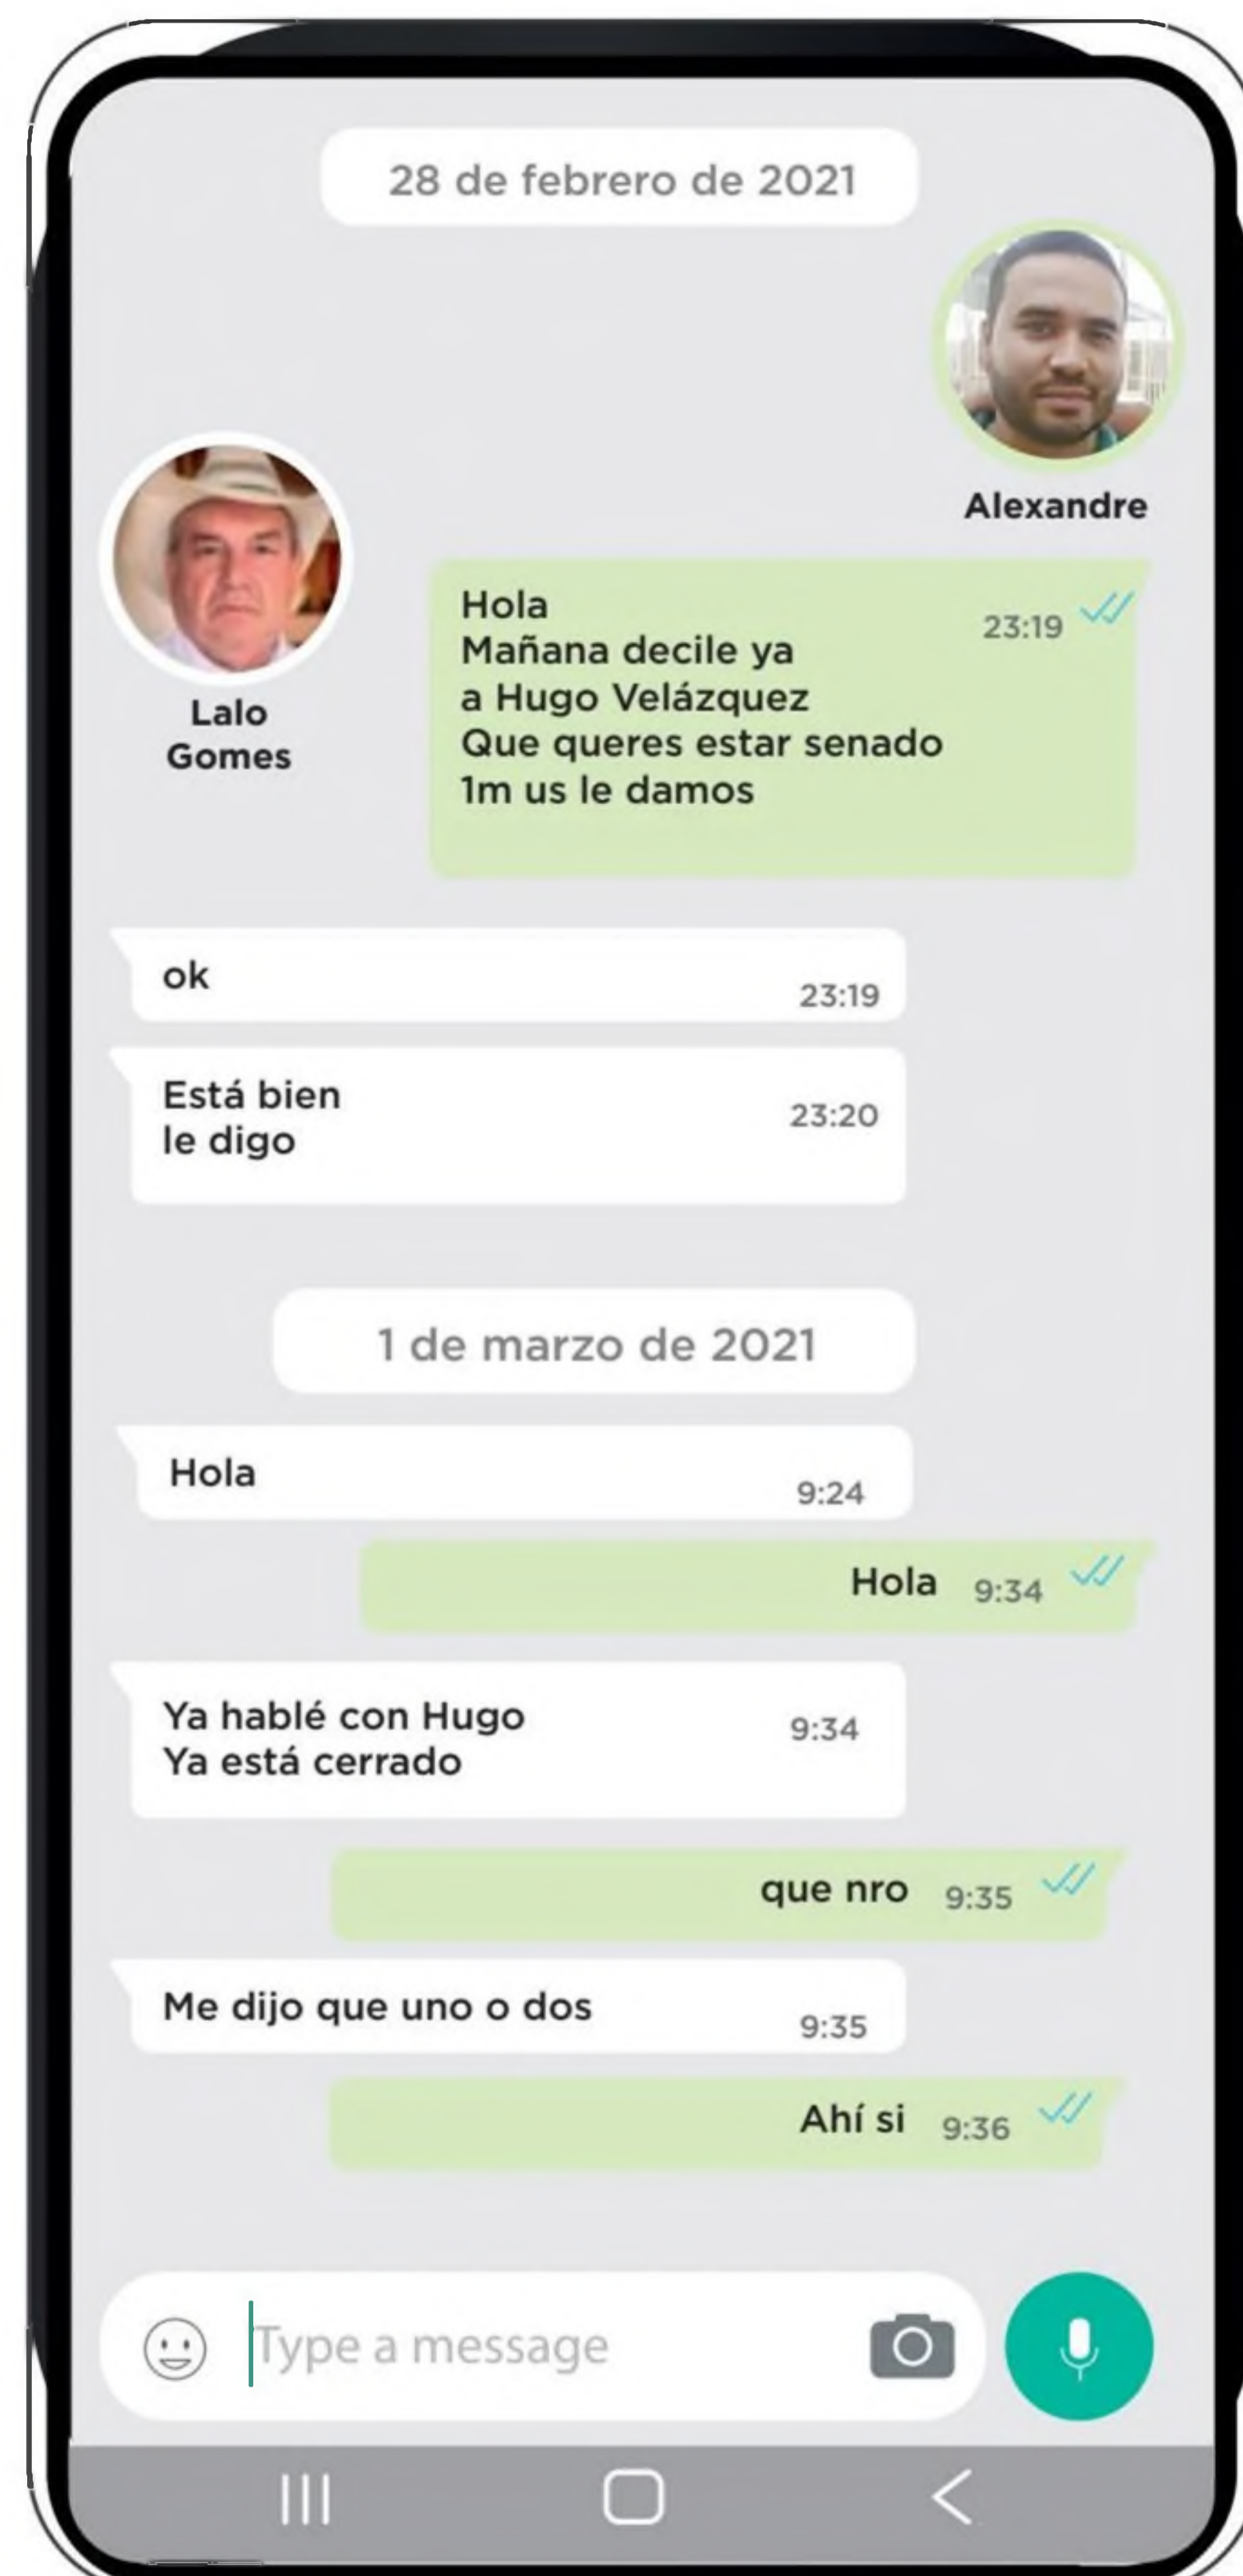 28 de febrero de 2021
Alexandre
Lalo
Gomes
Hola
23:19
Mañana decile ya
a Hugo Velázquez
Que queres estar senado
1m us le damos
ok
23:19
Está bien
23:20
le digo
1 de marzo de 2021
Hola
9:24
Hola 9:34
Ya hablé con Hugo
9:34
Ya está cerrado
que nro 9:35
Me dijo que uno o dos
9:35
Ahí si 9:36
Type a message